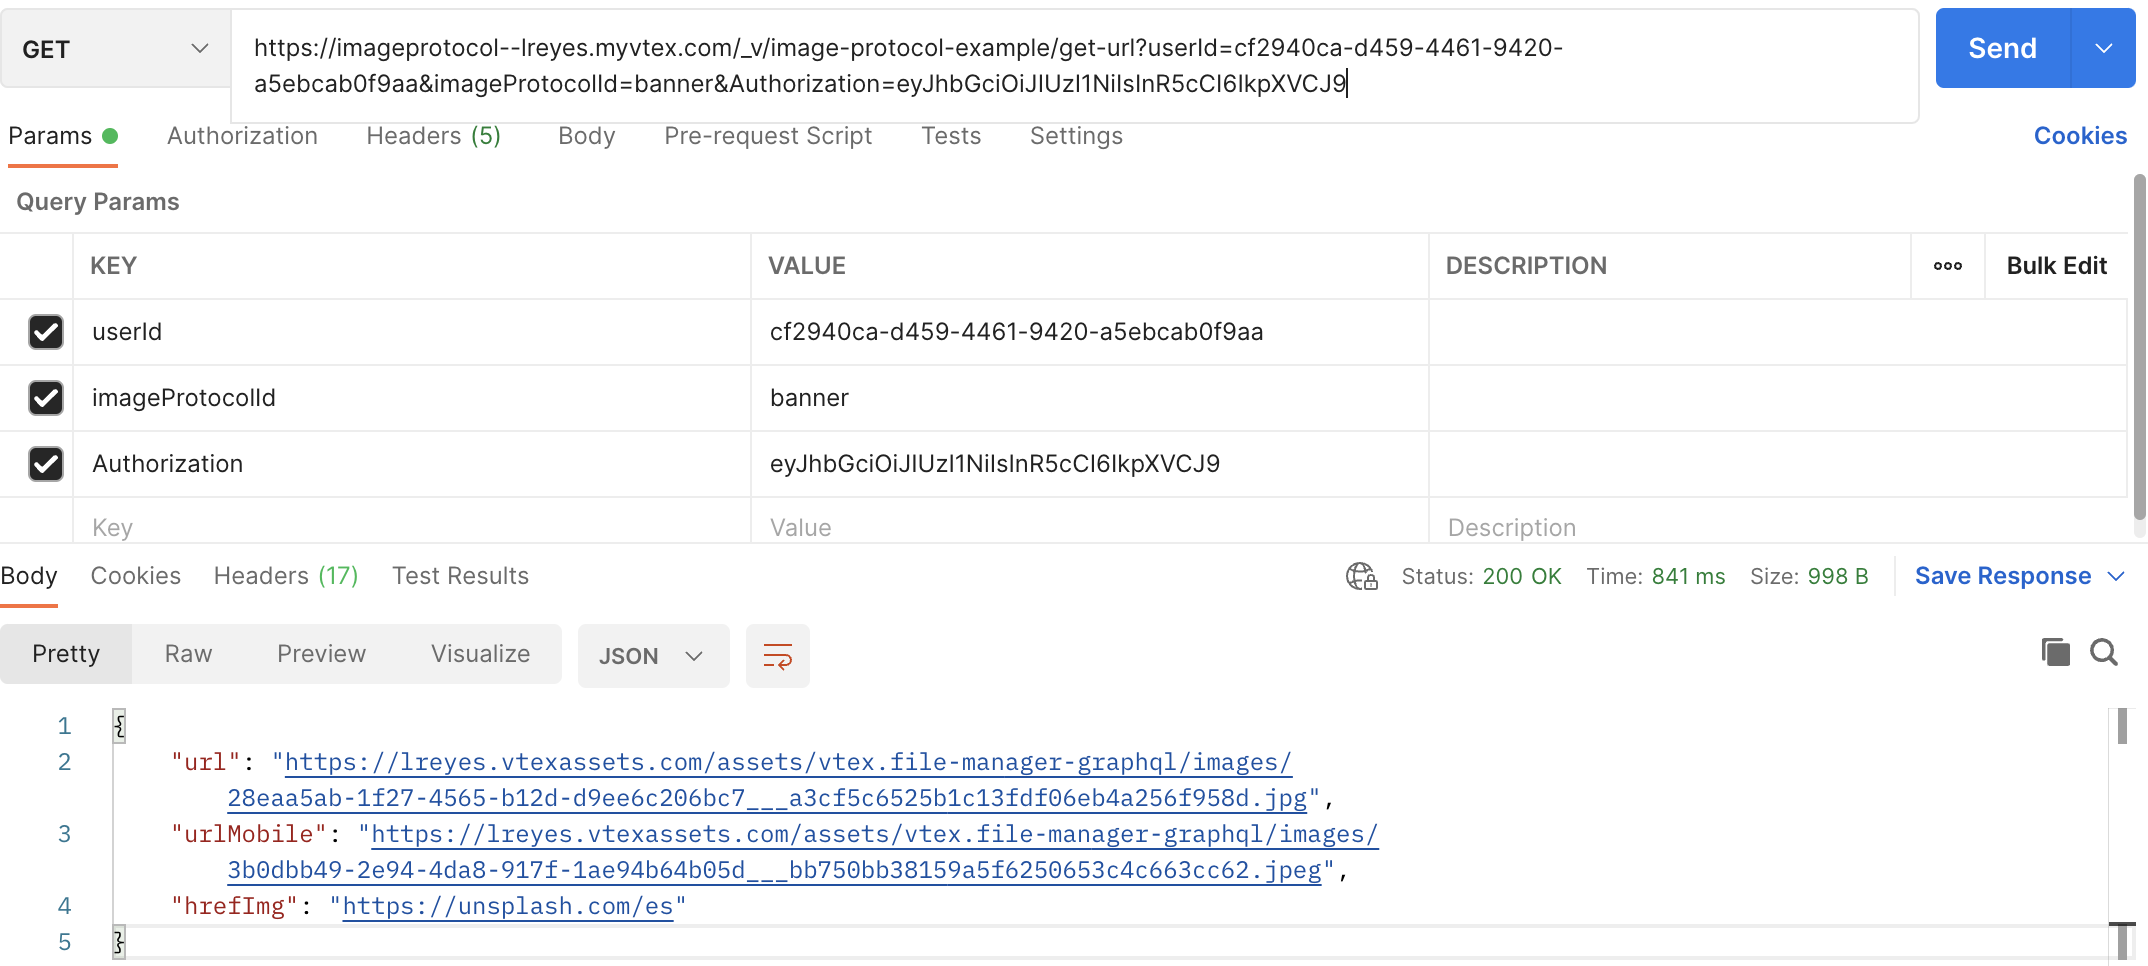 GET
https://imageprotocol--lreyes.myvtex.com/_v/image-protocol-example/get-url?userId=cf2940ca-d459-4461-9420-
a5ebcab0f9aa&imageProtocolId=banner&Authorization=eyJhbGciOiJIUzI1NiIsInR5cCI6IkpXVCJ9
Send
Params Authorization Headers (5) Body Pre-request Script Tests Settings Cookies
Query Params
KEY VALUE DESCRIPTION ooo Bulk Edit
userId cf2940ca-d459-4461-9420-a5ebcab0f9aa
imageProtocolId banner
Authorization eyJhbGciOiJIUzI1NiIsInR5cCI6IkpXVCJ9
Key Value Description
Body Cookies Headers (17) Test Results Status: 200 OK Time: 841 ms Size: 998 B Save Response
Pretty Raw Preview Visualize JSON
1 {
2 "url": "https://lreyes.vtexassets.com/assets/vtex.file-manager-graphql/images/
28eaa5ab-1f27-4565-b12d-d9ee6c206bc7___a3cf5c6525b1c13fdf06eb4a256f958d.jpg",
3 "urlMobile": "https://lreyes.vtexassets.com/assets/vtex.file-manager-graphql/images/
3b0dbb49-2e94-4da8-917f-1ae94b64b05d___bb750bb38159a5f6250653c4c663cc62.jpeg",
4 "hrefImg": "https://unsplash.com/es"
5 }